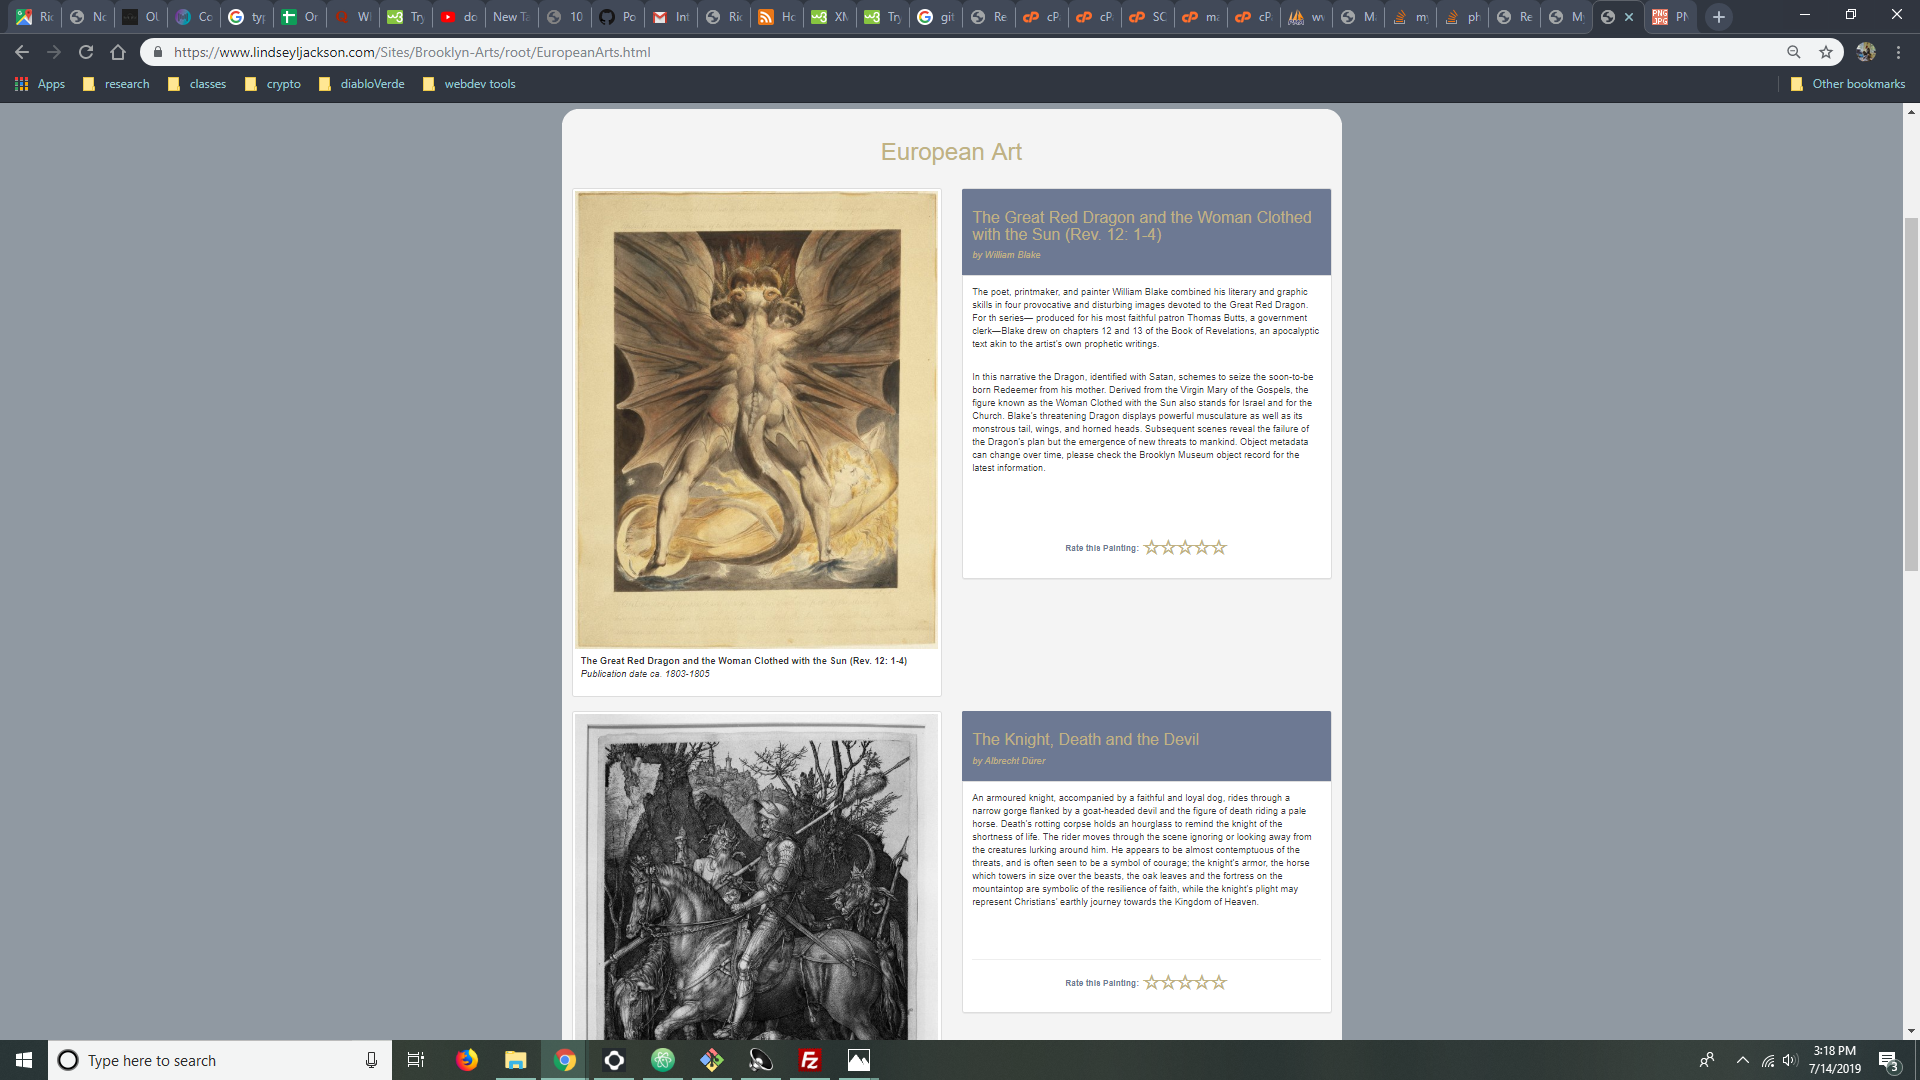 Ric
Nc
OU
Co
typ
Or
WI
Try
do
New Ta
10
Po
Int
Ric
Ho
XM
Try
git
Re
cP
cP
SC
ma
cP
wv
Ma
my
ph
Re
My
PN
https://www.lindseyljackson.com/Sites/Brooklyn-Arts/root/EuropeanArts.html
Apps research classes crypto diabloVerde webdev tools Other bookmarks
European Art
The Great Red Dragon and the Woman Clothed
with the Sun (Rev. 12: 1-4)
by William Blake
The poet, printmaker, and painter William Blake combined his literary and graphic
skills in four provocative and disturbing images devoted to the Great Red Dragon.
For th series— produced for his most faithful patron Thomas Butts, a government
clerk—Blake drew on chapters 12 and 13 of the Book of Revelations, an apocalyptic
text akin to the artist's own prophetic writings.
In this narrative the Dragon, identified with Satan, schemes to seize the soon-to-be
born Redeemer from his mother. Derived from the Virgin Mary of the Gospels, the
figure known as the Woman Clothed with the Sun also stands for Israel and for the
Church. Blake's threatening Dragon displays powerful musculature as well as its
monstrous tail, wings, and horned heads. Subsequent scenes reveal the failure of
the Dragon's plan but the emergence of new threats to mankind. Object metadata
can change over time, please check the Brooklyn Museum object record for the
latest information.
Rate this Painting:
The Great Red Dragon and the Woman Clothed with the Sun (Rev. 12: 1-4)
Publication date ca. 1803-1805
The Knight, Death and the Devil
by Albrecht Dürer
An armoured knight, accompanied by a faithful and loyal dog, rides through a
narrow gorge flanked by a goat-headed devil and the figure of death riding a pale
horse. Death's rotting corpse holds an hourglass to remind the knight of the
shortness of life. The rider moves through the scene ignoring or looking away from
the creatures lurking around him. He appears to be almost contemptuous of the
threats, and is often seen to be a symbol of courage; the knight's armor, the horse
which towers in size over the beasts, the oak leaves and the fortress on the
mountaintop are symbolic of the resilience of faith, while the knight's plight may
represent Christians' earthly journey towards the Kingdom of Heaven.
Rate this Painting:
Type here to search
3:18 PM
7/14/2019
3